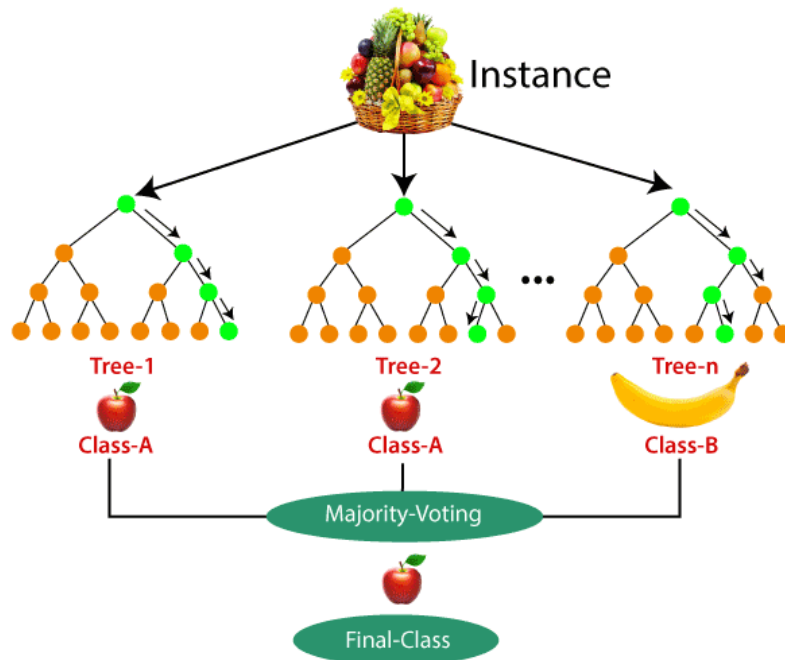 Instance
...
Tree-1
Tree-2
Tree-n
Class-A
Class-A
Class-B
Majority-Voting
Final-Class